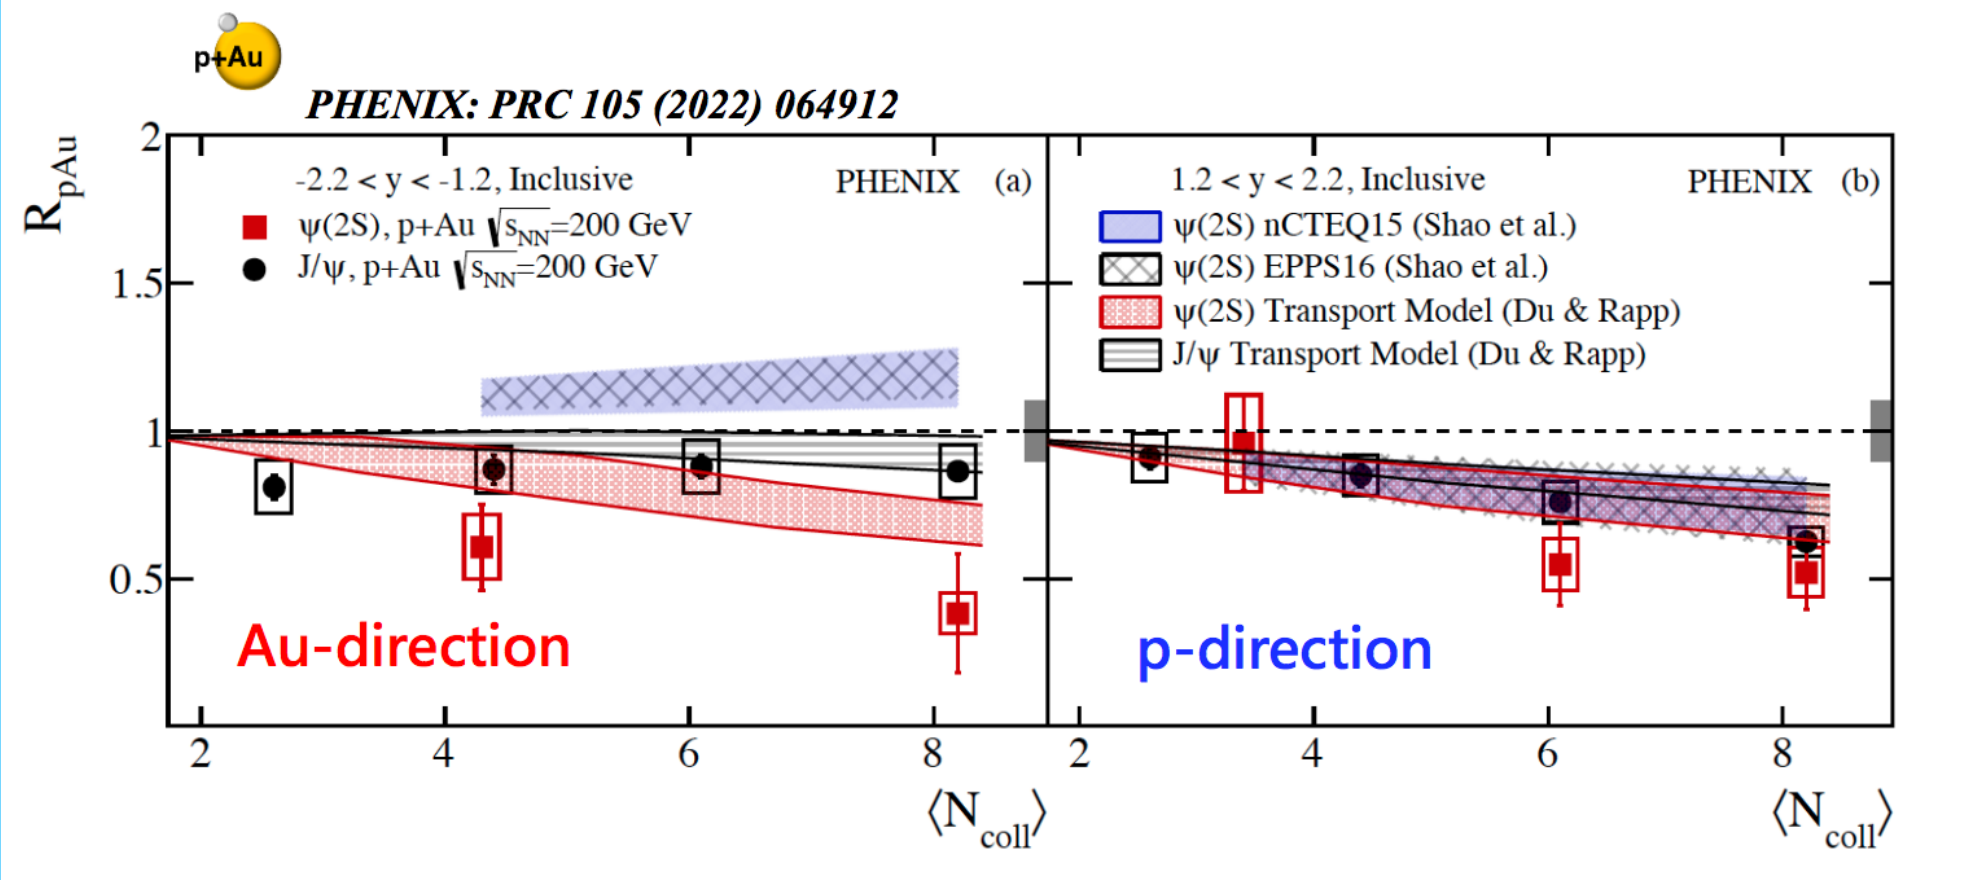 p+Au
PHENIX: PRC 105 (2022) 064912
R_pAu
2
1.5
1
0.5
-2.2 < y < -1.2, Inclusive
PHENIX (a)
ψ(2S), p+Au √s_NN=200 GeV
J/ψ, p+Au √s_NN=200 GeV
Au-direction
2 4 6 8
⟨N_coll⟩
1.2 < y < 2.2, Inclusive
PHENIX (b)
ψ(2S) nCTEQ15 (Shao et al.)
ψ(2S) EPPS16 (Shao et al.)
ψ(2S) Transport Model (Du & Rapp)
J/ψ Transport Model (Du & Rapp)
p-direction
2 4 6 8
⟨N_coll⟩